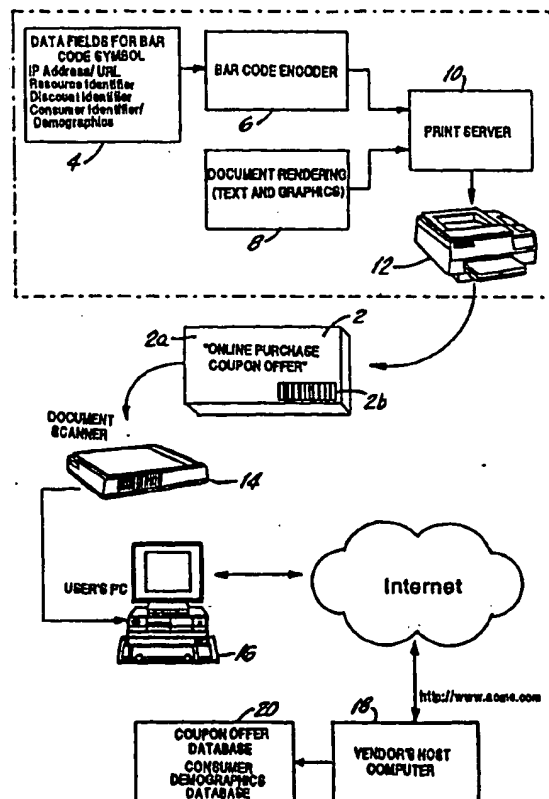 DATA FIELDS FOR BAR
CODE SYMBOL
IP Address/ URL
Resource Identifier
Discount Identifier
Consumer Identifier/
Demographics
4
BAR CODE ENCODER
6
DOCUMENT RENDERING
(TEXT AND GRAPHICS)
8
10
PRINT SERVER
12
2a
2
"ONLINE PURCHASE
COUPON OFFER"
2b
DOCUMENT
SCANNER
14
USER'S PC
16
Internet
http://www.acme.com
20
COUPON OFFER
DATABASE
CONSUMER
DEMOGRAPHICS
DATABASE
18
VENDOR'S HOST
COMPUTER